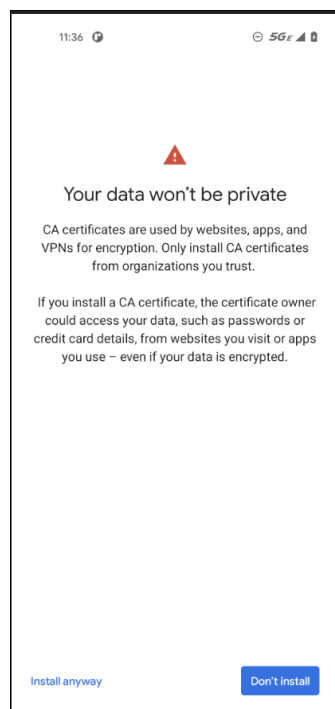 11:36 5GE
Your data won’t be private
CA certificates are used by websites, apps, and
VPNs for encryption. Only install CA certificates
from organizations you trust.
If you install a CA certificate, the certificate owner
could access your data, such as passwords or
credit card details, from websites you visit or apps
you use – even if your data is encrypted.
Install anyway Don’t install